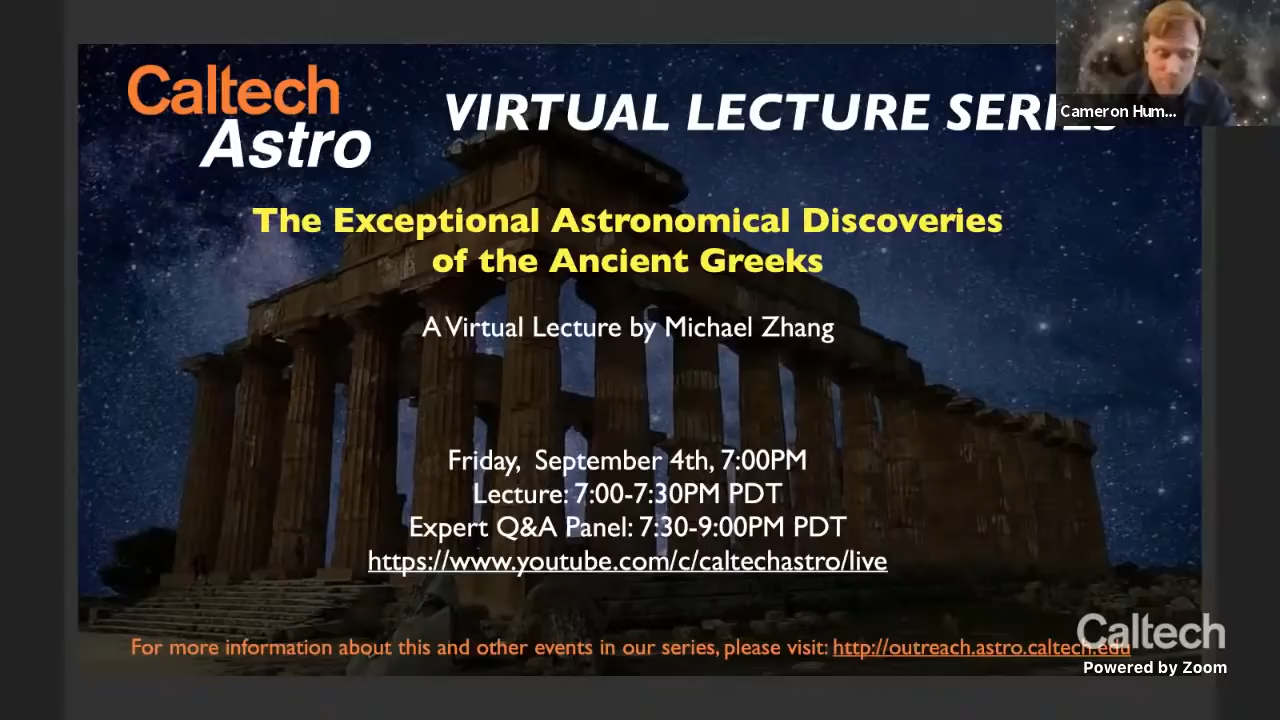 Caltech
Astro
VIRTUAL LECTURE SERIES
Cameron Hum...
The Exceptional Astronomical Discoveries
of the Ancient Greeks
A Virtual Lecture by Michael Zhang
Friday, September 4th, 7:00PM
Lecture: 7:00-7:30PM PDT
Expert Q&A Panel: 7:30-9:00PM PDT
https://www.youtube.com/c/caltechastro/live
For more information about this and other events in our series, please visit: http://outreach.astro.caltech.edu
Caltech
Powered by Zoom